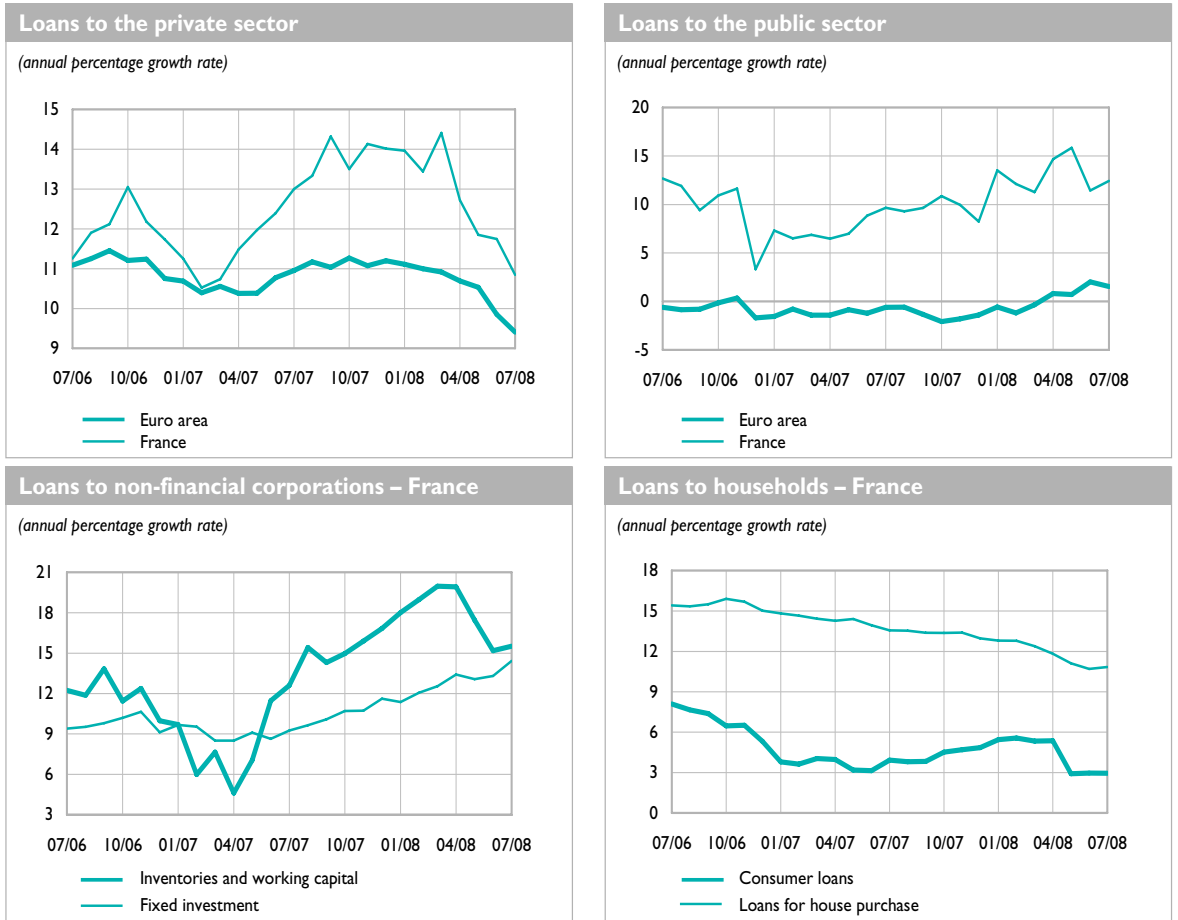 Loans to the private sector
(annual percentage growth rate)
15
14
13
12
11
10
9
07/06 10/06 01/07 04/07 07/07 10/07 01/08 04/08 07/08
Euro area
France
Loans to the public sector
(annual percentage growth rate)
20
15
10
5
0
-5
07/06 10/06 01/07 04/07 07/07 10/07 01/08 04/08 07/08
Euro area
France
Loans to non-financial corporations – France
(annual percentage growth rate)
21
18
15
12
9
6
3
07/06 10/06 01/07 04/07 07/07 10/07 01/08 04/08 07/08
Inventories and working capital
Fixed investment
Loans to households – France
(annual percentage growth rate)
18
15
12
9
6
3
0
07/06 10/06 01/07 04/07 07/07 10/07 01/08 04/08 07/08
Consumer loans
Loans for house purchase